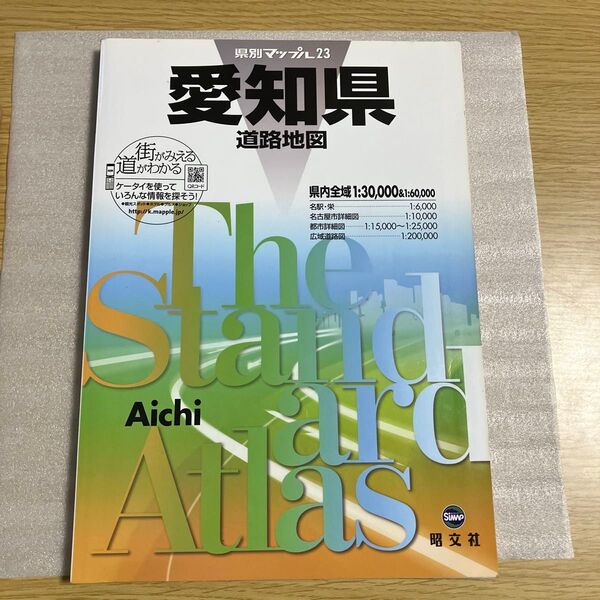 県別マップル23
愛知県
道路地図
街がみえる
道がわかる
QRコード
ケータイを使って
いろんな情報を探そう!
http://k.mapple.jp/
県内全域 1:30,000&1:60,000
名駅・栄 1:6,000
名古屋市詳細図 1:10,000
都市詳細図 1:15,000〜1:25,000
広域道路図 1:200,000
The
Stand
ard
Aichi
Atlas
SiMAP
昭文社